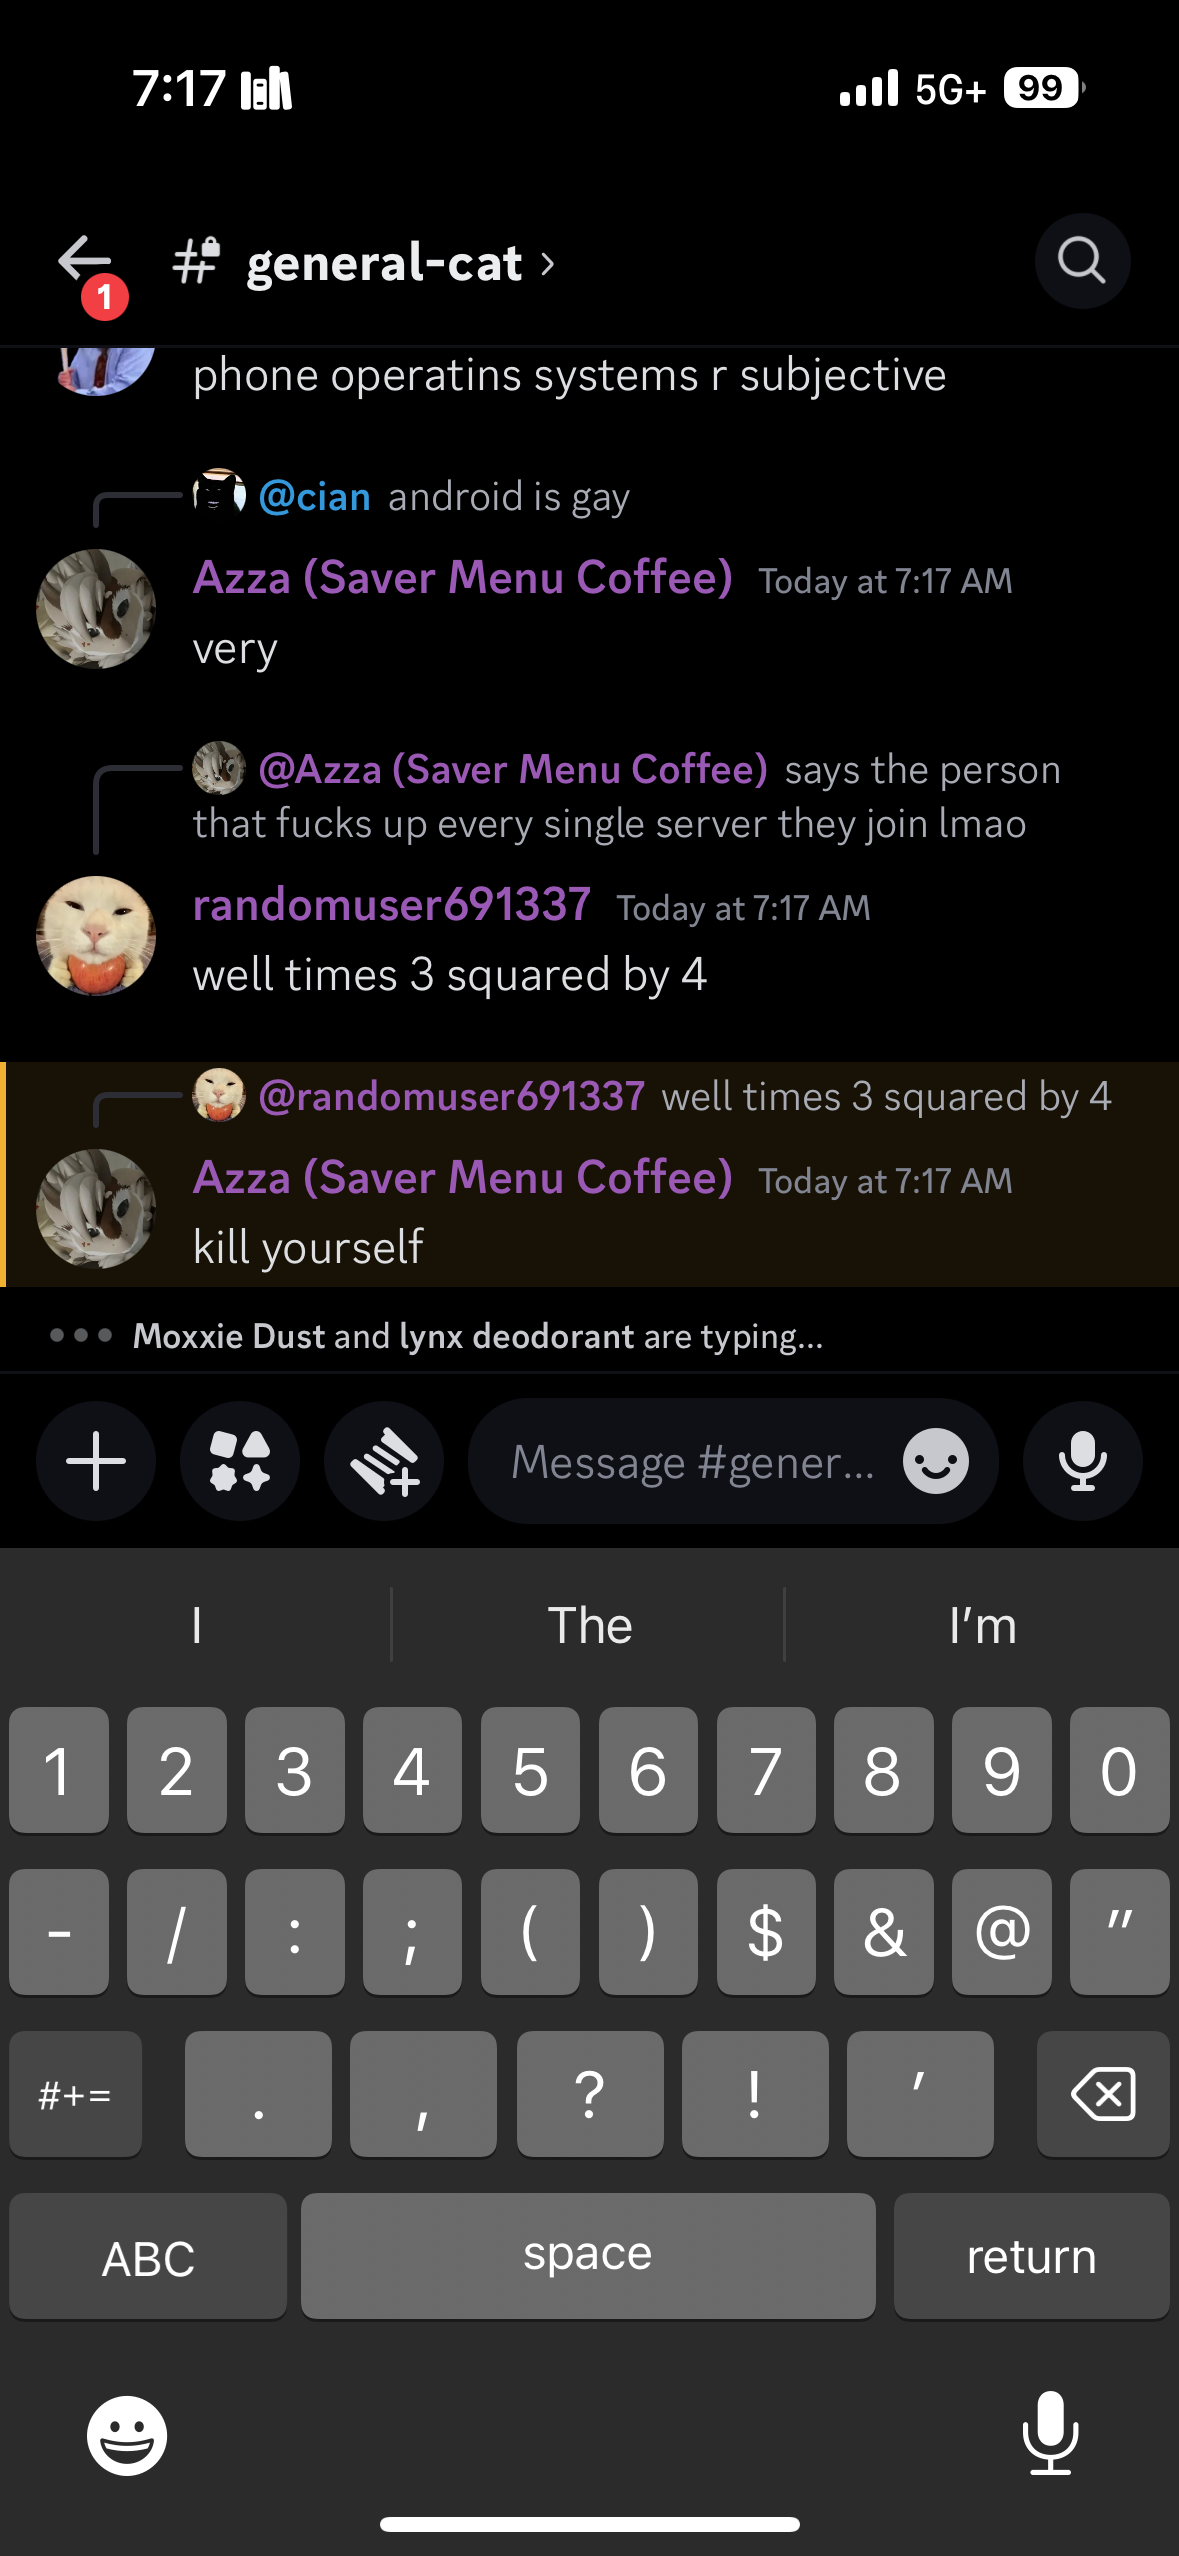 7:17
5G+ 99
1
general-cat
phone operatins systems r subjective
@cian android is gay
Azza (Saver Menu Coffee) Today at 7:17 AM
very
@Azza (Saver Menu Coffee) says the person
that fucks up every single server they join lmao
randomuser691337 Today at 7:17 AM
well times 3 squared by 4
@randomuser691337 well times 3 squared by 4
Azza (Saver Menu Coffee) Today at 7:17 AM
kill yourself
Moxxie Dust and lynx deodorant are typing...
Message #gener...
I The I'm
1 2 3 4 5 6 7 8 9 0
- / : ; ( ) $ & @ "
#+= . , ? ! '
ABC space return